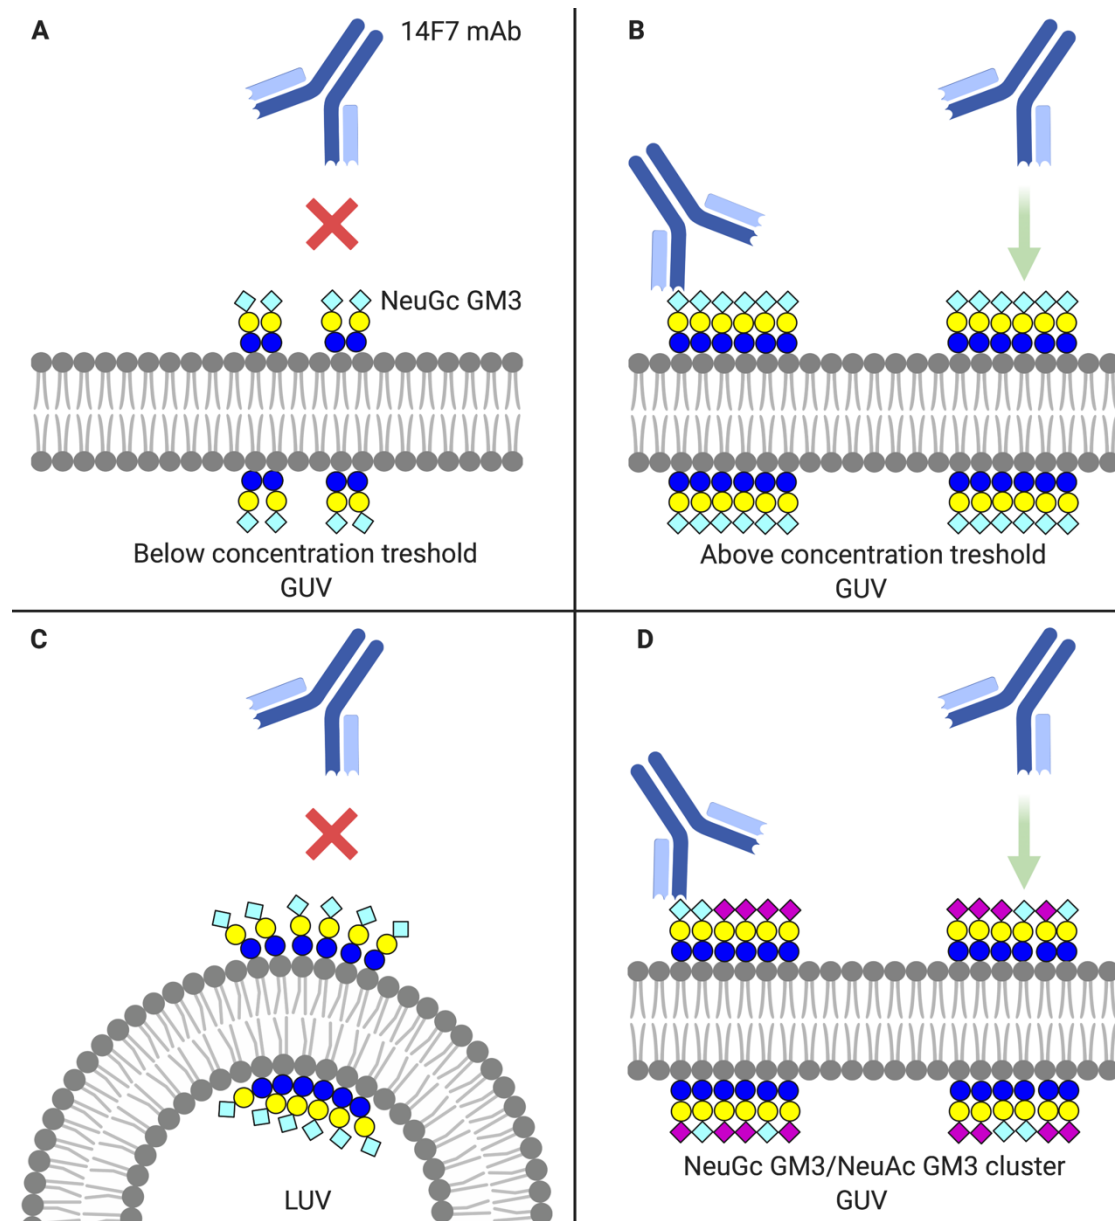 A
14F7 mAb
NeuGc GM3
Below concentration treshold
GUV
B
Above concentration treshold
GUV
C
LUV
D
NeuGc GM3/NeuAc GM3 cluster
GUV